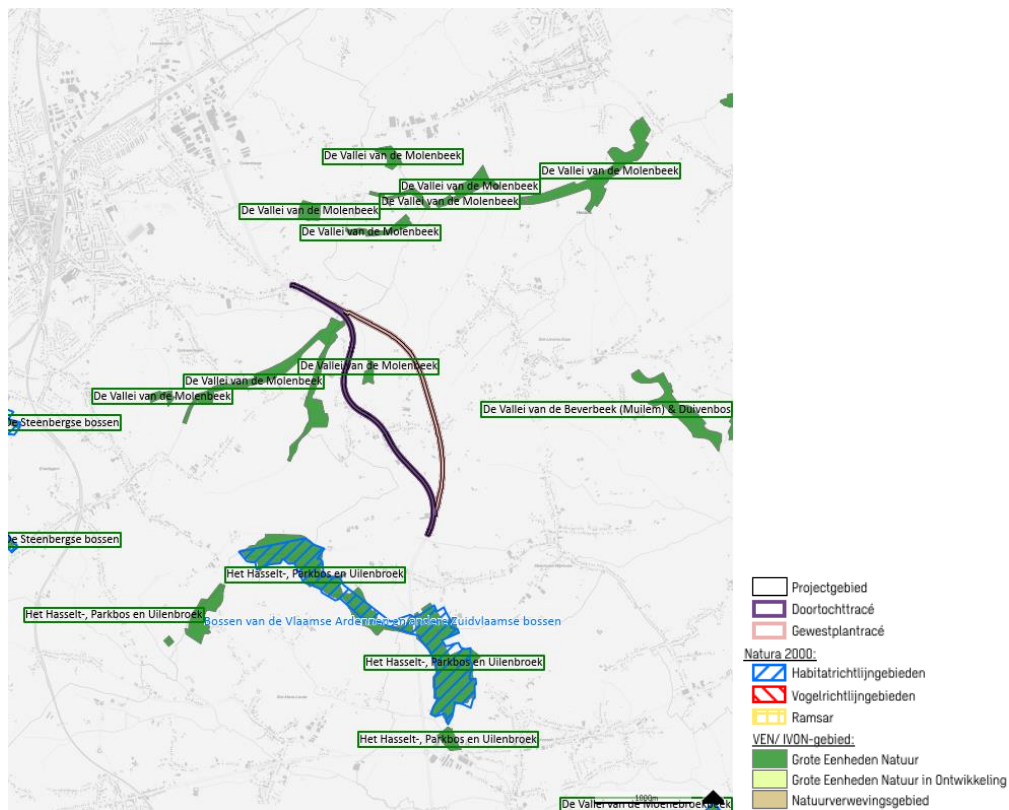 De Vallei van de Molenbeek
De Vallei van de Molenbeek
De Vallei van de Molenbeek
De Vallei van de Molenbeek
De Vallei van de Molenbeek
De Vallei van de Molenbeek
De Vallei van de Molenbeek
De Vallei van de Molenbeek
De Vallei van de Molenbeek
De Vallei van de Beverbeek (Muilem) & Duivenbos
De Steenbergse bossen
De Steenbergse bossen
Het Hasselt-, Parkbos en Uilenbroek
Het Hasselt-, Parkbos en Uilenbroek
Bossen van de Vlaamse Ardennen en andere Zuidvlaamse bossen
Het Hasselt-, Parkbos en Uilenbroek
Het Hasselt-, Parkbos en Uilenbroek
1000m
De Vallei van de Moenebroekbeek
Projectgebied
Doortochttracé
Gewestplantracé
Natura 2000:
Habitatrichtlijngebieden
Vogelrichtlijngebieden
Ramsar
VEN/ IVON-gebied:
Grote Eenheden Natuur
Grote Eenheden Natuur in Ontwikkeling
Natuurverwevingsgebied